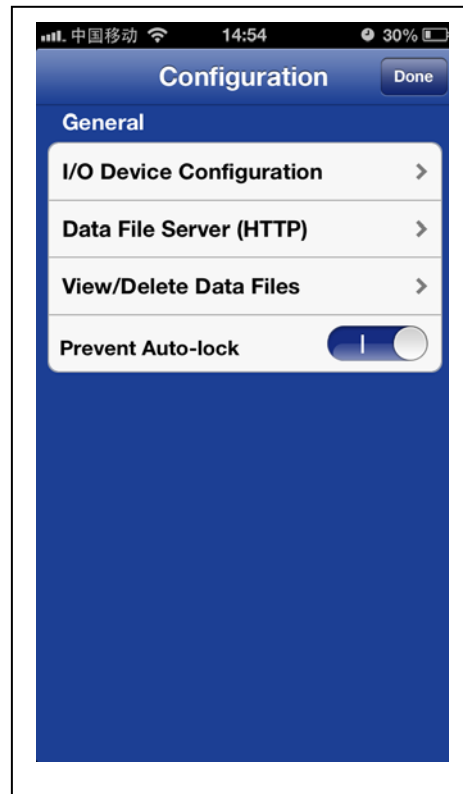 中国移动 14:54 30%
Configuration Done
General
I/O Device Configuration
Data File Server (HTTP)
View/Delete Data Files
Prevent Auto-lock